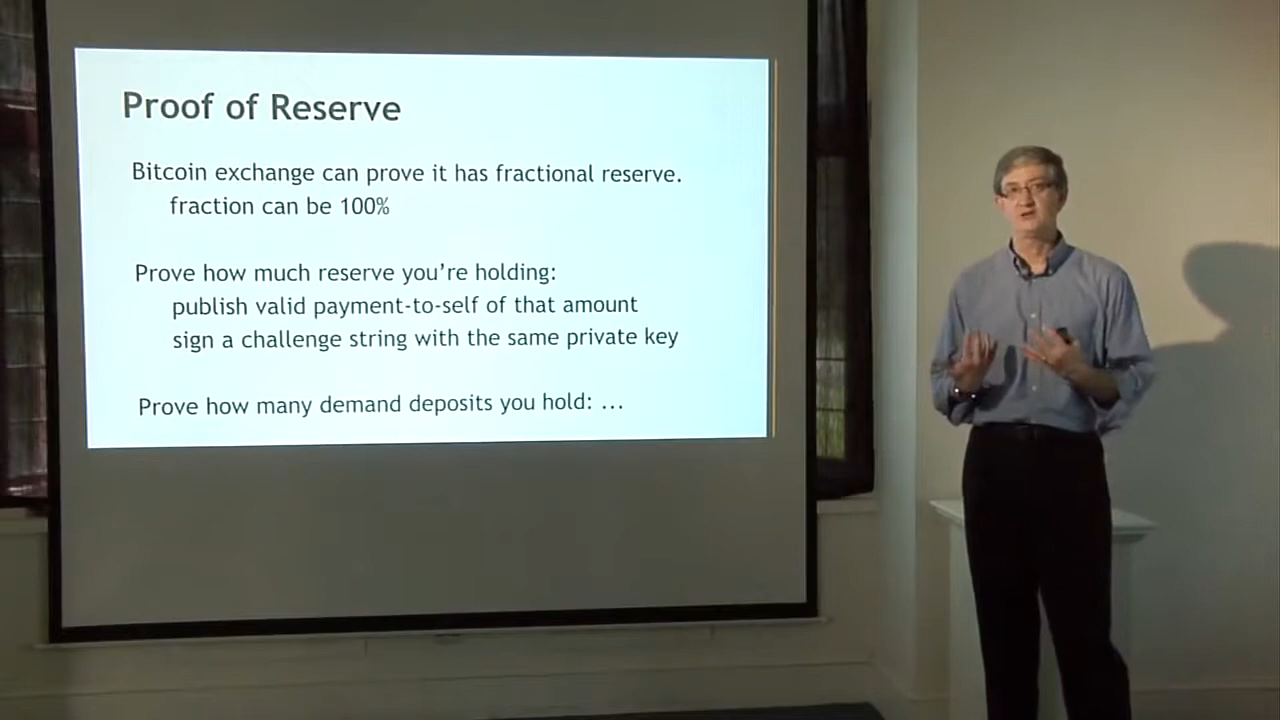 Proof of Reserve
Bitcoin exchange can prove it has fractional reserve.
fraction can be 100%
Prove how much reserve you’re holding:
publish valid payment-to-self of that amount
sign a challenge string with the same private key
Prove how many demand deposits you hold: ...